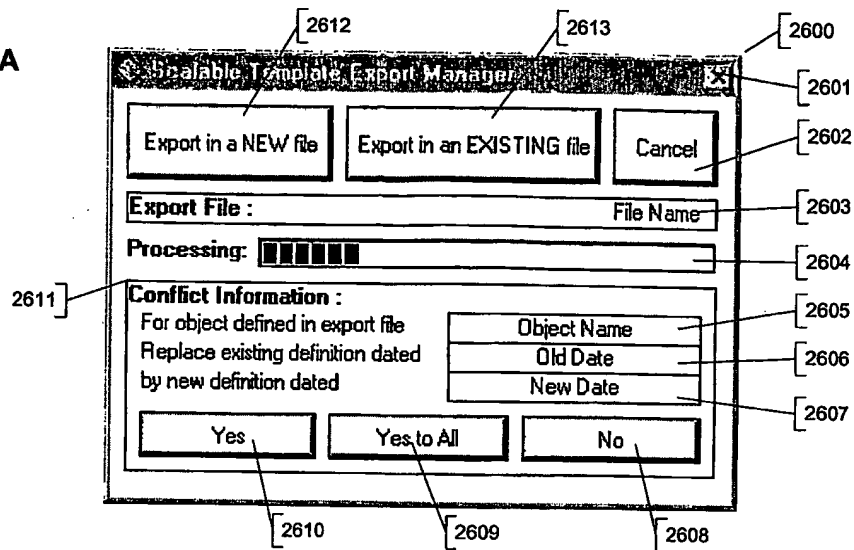 2612
2613
2600
A
Scalable Template Export Manager
2601
Export in a NEW file
Export in an EXISTING file
Cancel
2602
Export File :
File Name
2603
Processing:
2604
2611
Conflict Information :
For object defined in export file
Object Name
2605
Replace existing definition dated
Old Date
2606
by new definition dated
New Date
2607
Yes
Yes to All
No
2610
2609
2608